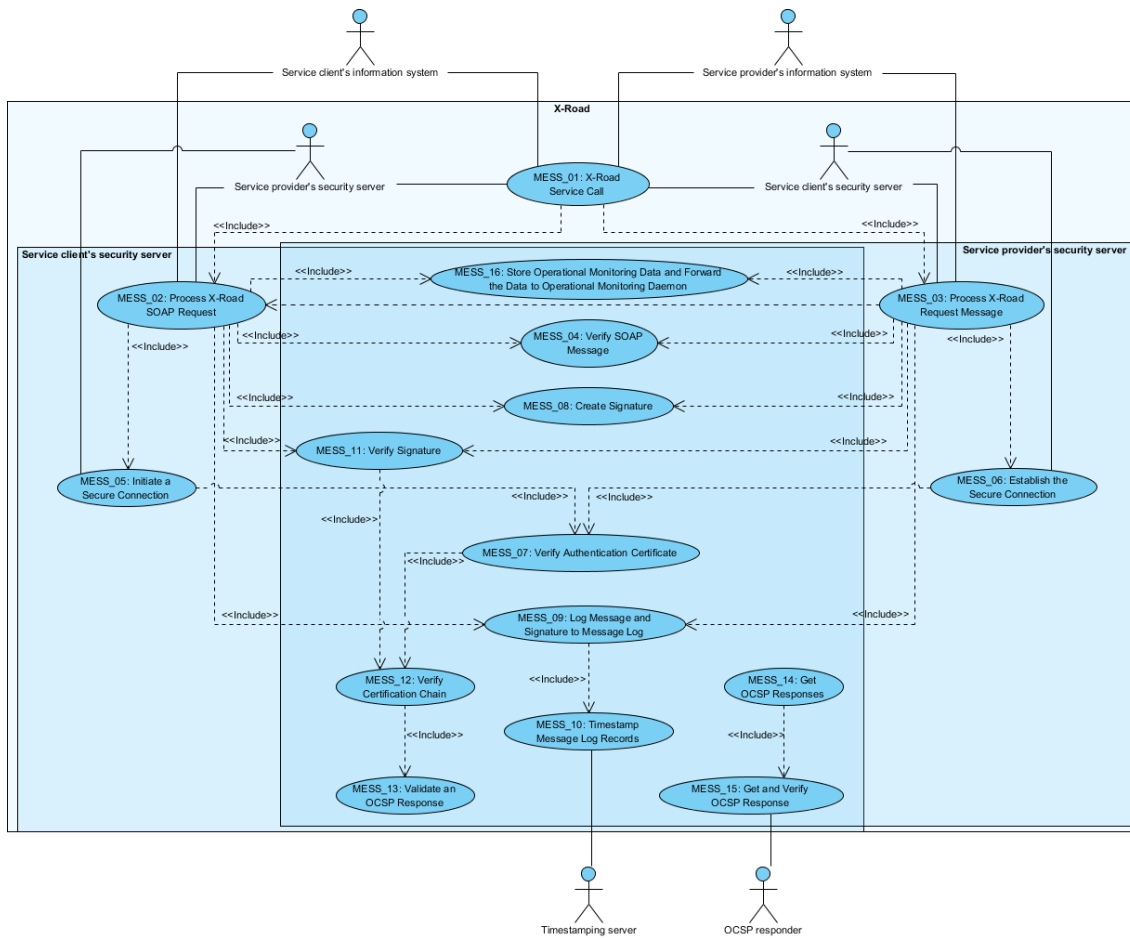 Service client's information system
Service provider's information system
X-Road
Service provider's security server
MESS_01: X-Road
Service Call
Service client's security server
<<Include>>
<<Include>>
Service client's security server
Service provider's security server
<<Include>>
MESS_16: Store Operational Monitoring Data and Forward
the Data to Operational Monitoring Daemon
<<Include>>
MESS_02: Process X-Road
SOAP Request
MESS_03: Process X-Road
Request Message
<<Include>>
<<Include>>
MESS_04: Verify SOAP
Message
<<Include>>
<<Include>>
<<Include>>
<<Include>>
MESS_08: Create Signature
<<Include>>
<<Include>>
MESS_11: Verify Signature
<<Include>>
MESS_05: Initiate a
Secure Connection
MESS_06: Establish the
Secure Connection
<<Include>>
<<Include>>
<<Include>>
MESS_07: Verify Authentication Certificate
<<Include>>
<<Include>>
MESS_09: Log Message and
Signature to Message Log
<<Include>>
MESS_12: Verify
Certification Chain
<<Include>>
MESS_14: Get
OCSP Responses
MESS_10: Timestamp
Message Log Records
<<Include>>
<<Include>>
MESS_13: Validate an
OCSP Response
MESS_15: Get and Verify
OCSP Response
Timestamping server
OCSP responder